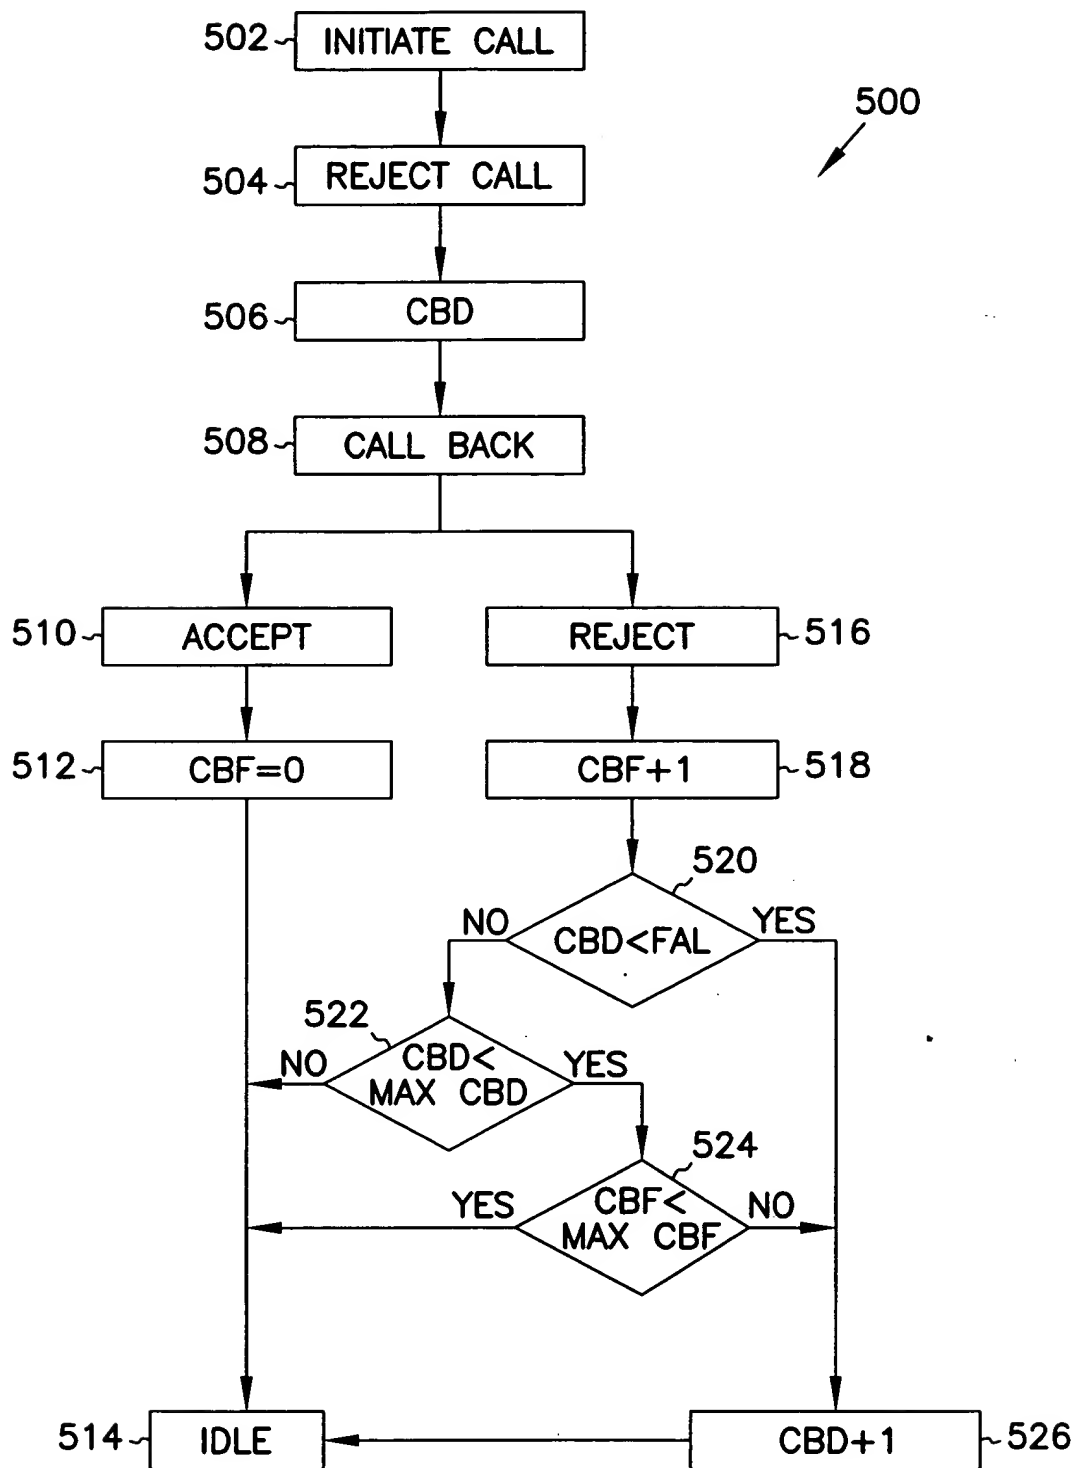 502 INITIATE CALL
500
504 REJECT CALL
506 CBD
508 CALL BACK
510 ACCEPT
REJECT 516
512 CBF=0
CBF+1 518
520
NO CBD<FAL YES
522
NO CBD< YES
MAX CBD
524
YES CBF< NO
MAX CBF
514 IDLE
CBD+1 526